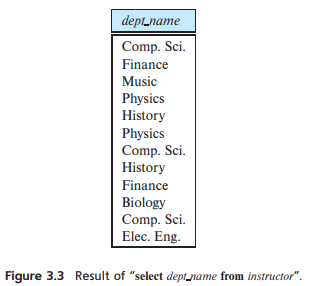 dept_name
Comp. Sci.
Finance
Music
Physics
History
Physics
Comp. Sci.
History
Finance
Biology
Comp. Sci.
Elec. Eng.
Figure 3.3 Result of "select dept_name from instructor".